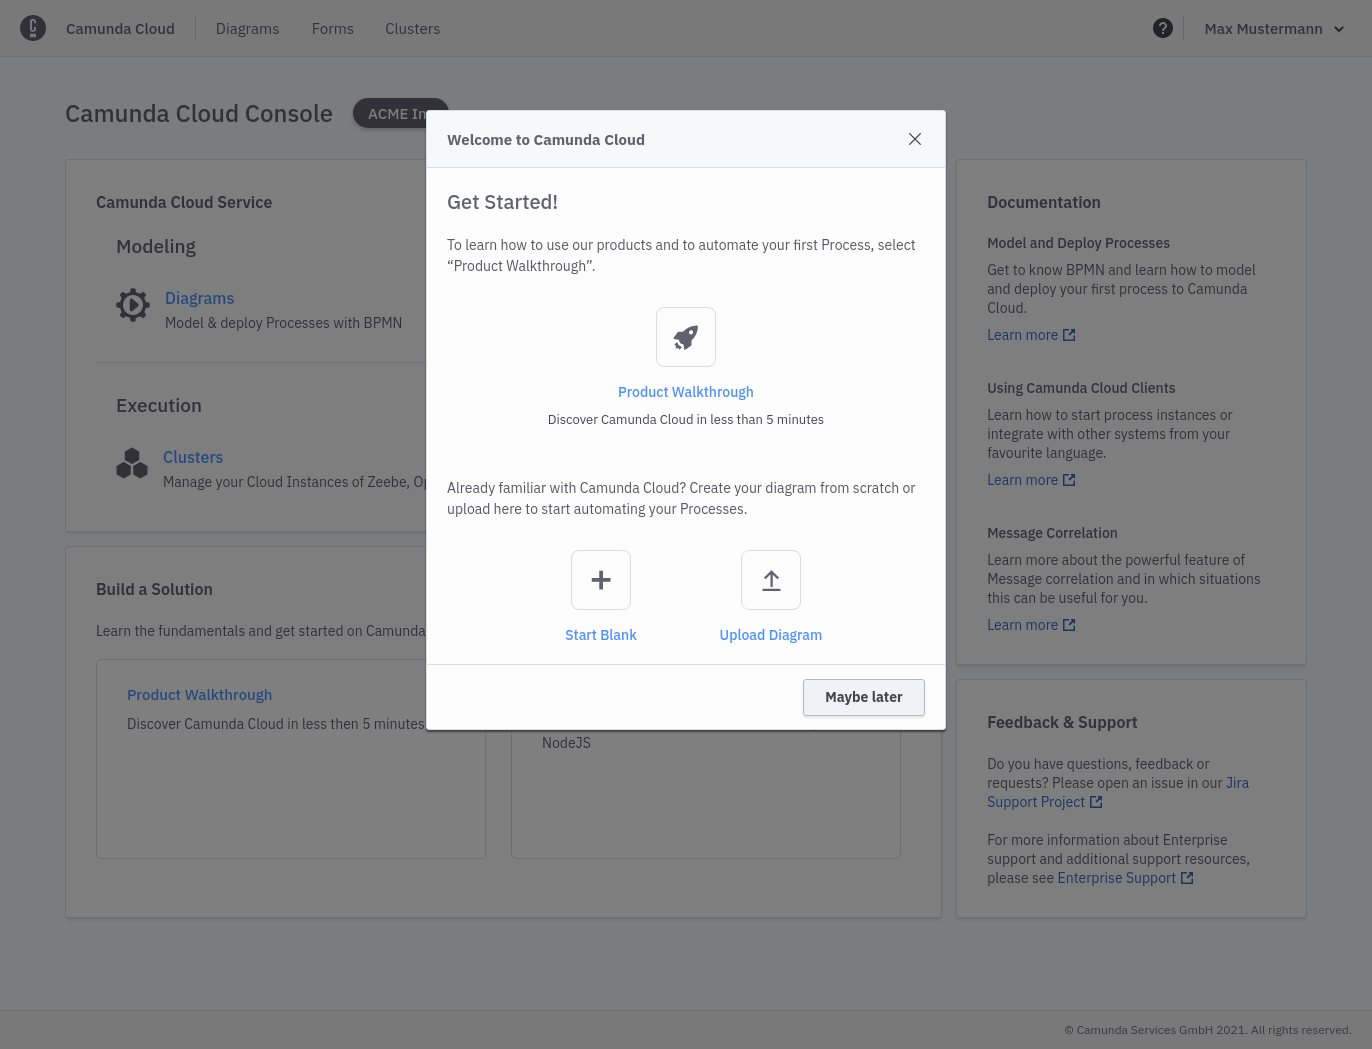 Camunda Cloud
Diagrams
Forms
Clusters
Max Mustermann
Camunda Cloud Console
ACME In
Welcome to Camunda Cloud
Get Started!
To learn how to use our products and to automate your first Process, select
“Product Walkthrough”.
Product Walkthrough
Discover Camunda Cloud in less than 5 minutes
Already familiar with Camunda Cloud? Create your diagram from scratch or
upload here to start automating your Processes.
Start Blank
Upload Diagram
Maybe later
Camunda Cloud Service
Modeling
Diagrams
Model & deploy Processes with BPMN
Execution
Clusters
Manage your Cloud Instances of Zeebe, Op
Build a Solution
Learn the fundamentals and get started on Camunda
Product Walkthrough
Discover Camunda Cloud in less then 5 minutes
NodeJS
Documentation
Model and Deploy Processes
Get to know BPMN and learn how to model
and deploy your first process to Camunda
Cloud.
Learn more
Using Camunda Cloud Clients
Learn how to start process instances or
integrate with other systems from your
favourite language.
Learn more
Message Correlation
Learn more about the powerful feature of
Message correlation and in which situations
this can be useful for you.
Learn more
Feedback & Support
Do you have questions, feedback or
requests? Please open an issue in our Jira
Support Project
For more information about Enterprise
support and additional support resources,
please see Enterprise Support
© Camunda Services GmbH 2021. All rights reserved.